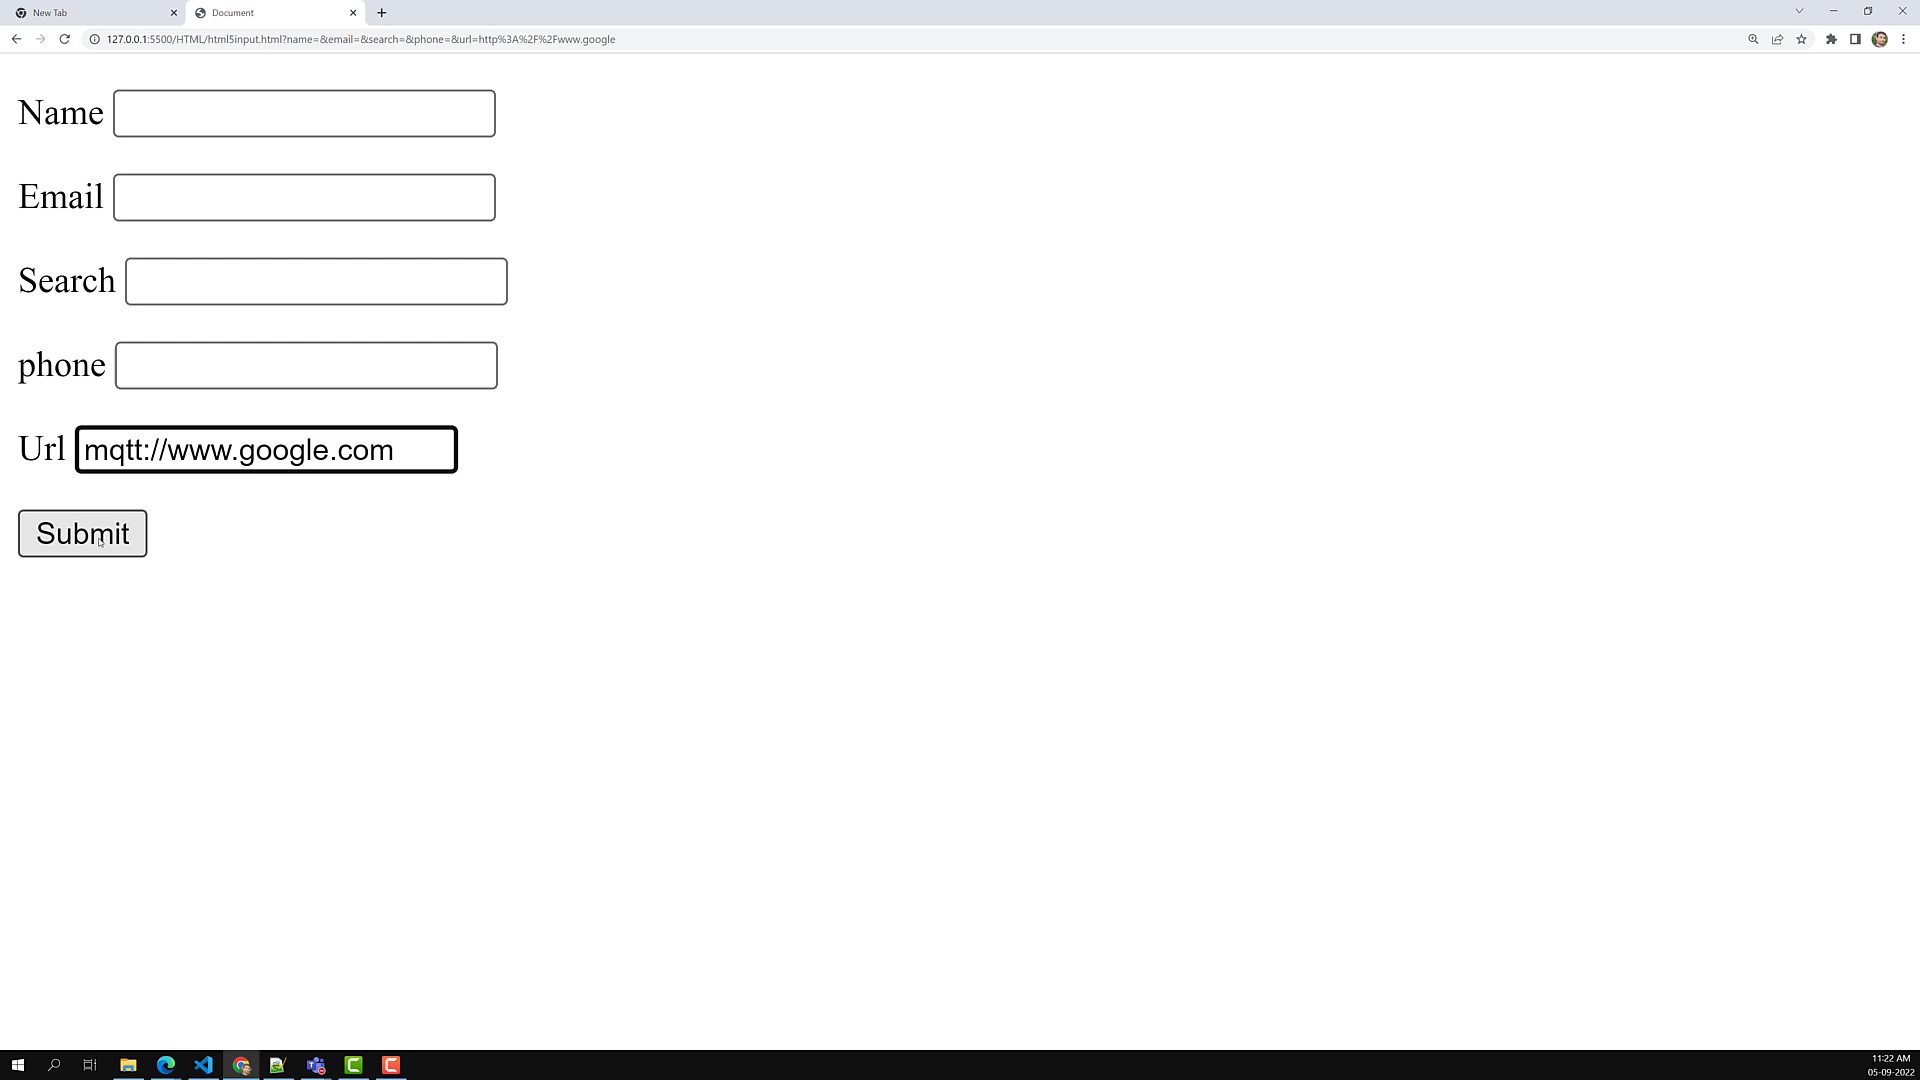 New Tab
Document
127.0.0.1:5500/HTML/html5input.html?name=&email=&search=&phone=&url=http%3A%2F%2Fwww.google
Name
Email
Search
phone
Url mqtt://www.google.com
Submit
11:22 AM
05-09-2022